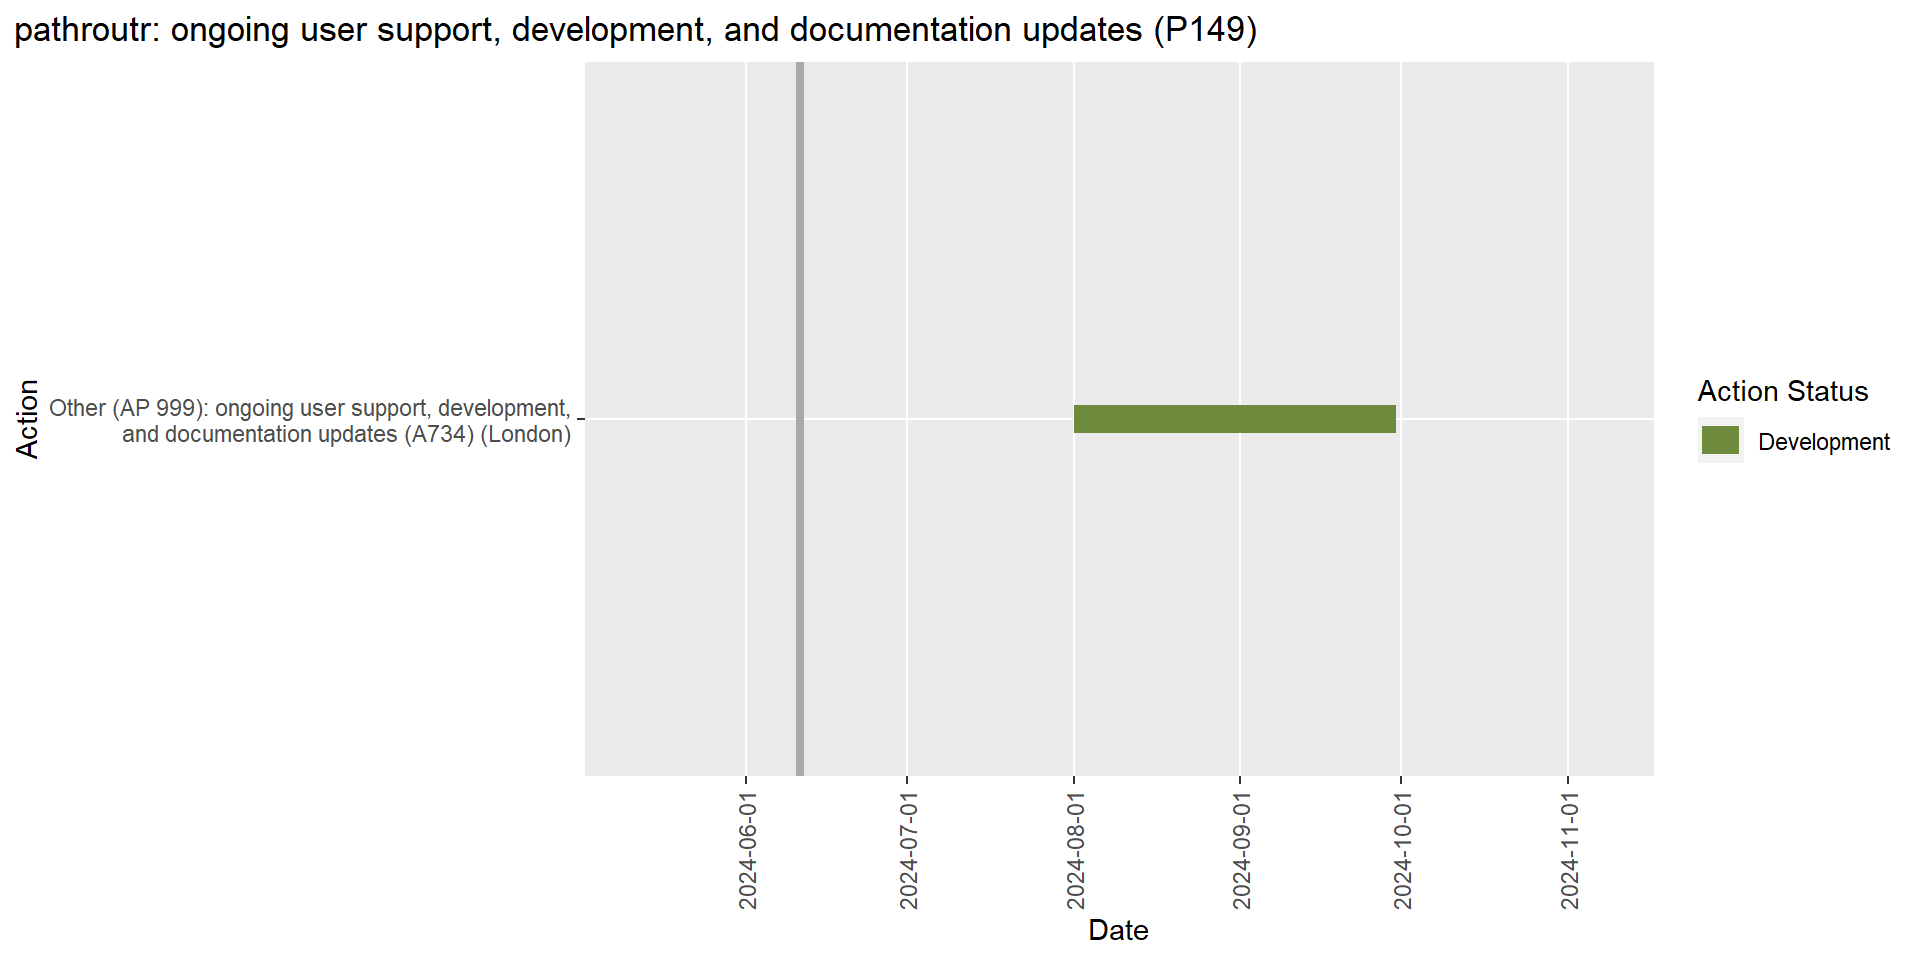 pathroutr: ongoing user support, development, and documentation updates (P149)
Action
Other (AP 999): ongoing user support, development,
and documentation updates (A734) (London)
Action Status
Development
2024-06-01
2024-07-01
2024-08-01
2024-09-01
2024-10-01
2024-11-01
Date